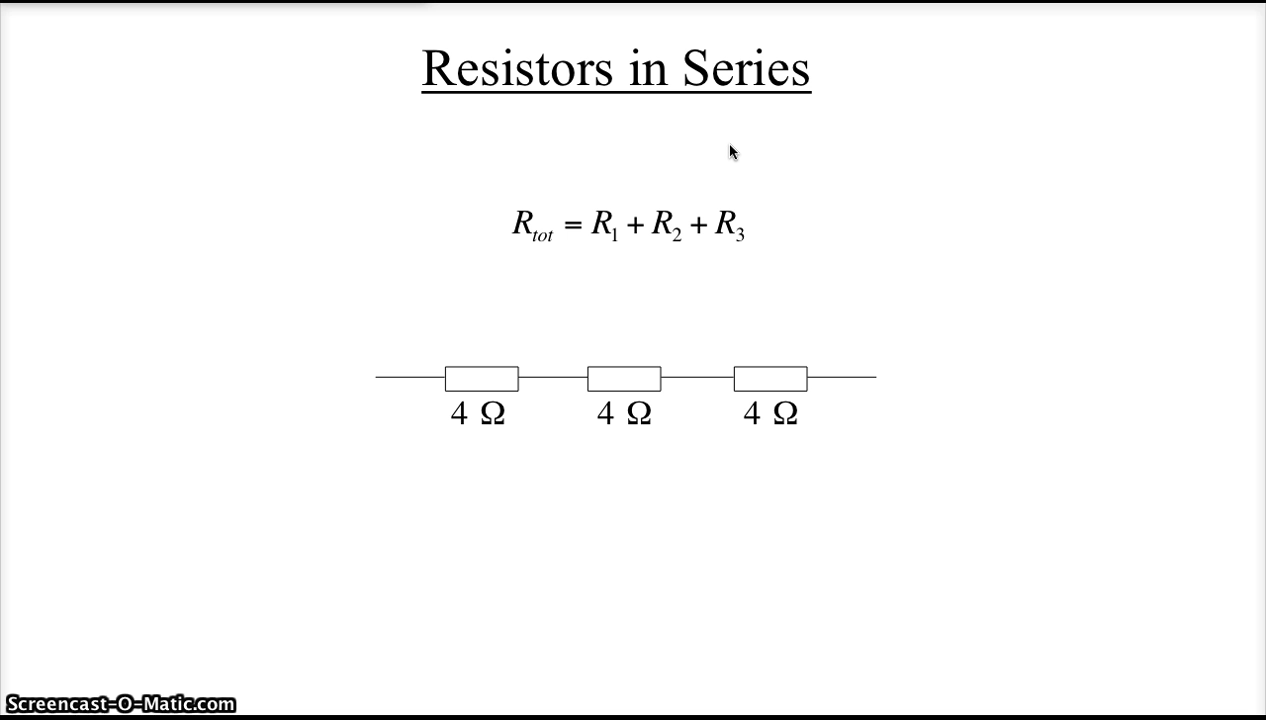 Resistors in Series
R_tot = R_1 + R_2 + R_3
4 Ω 4 Ω 4 Ω
Screencast-O-Matic.com